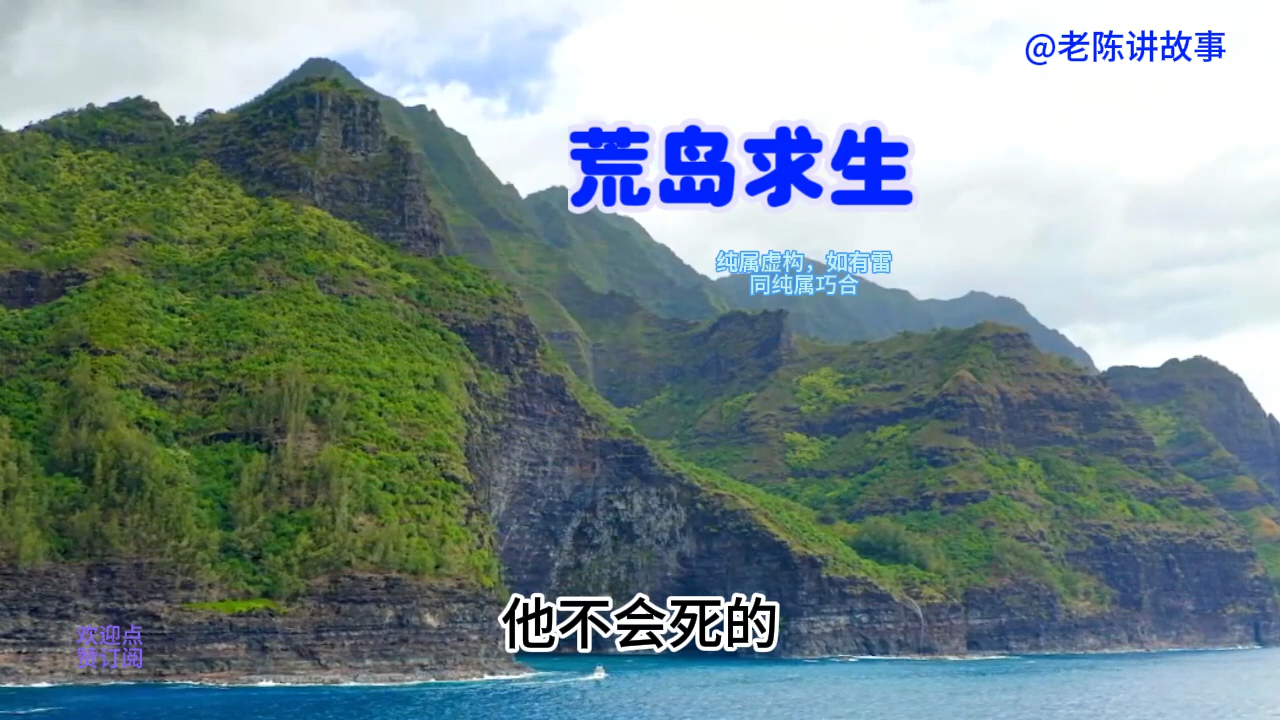 @老陈讲故事
荒岛求生
纯属虚构，如有雷
同纯属巧合
他不会死的
欢迎点
赞订阅